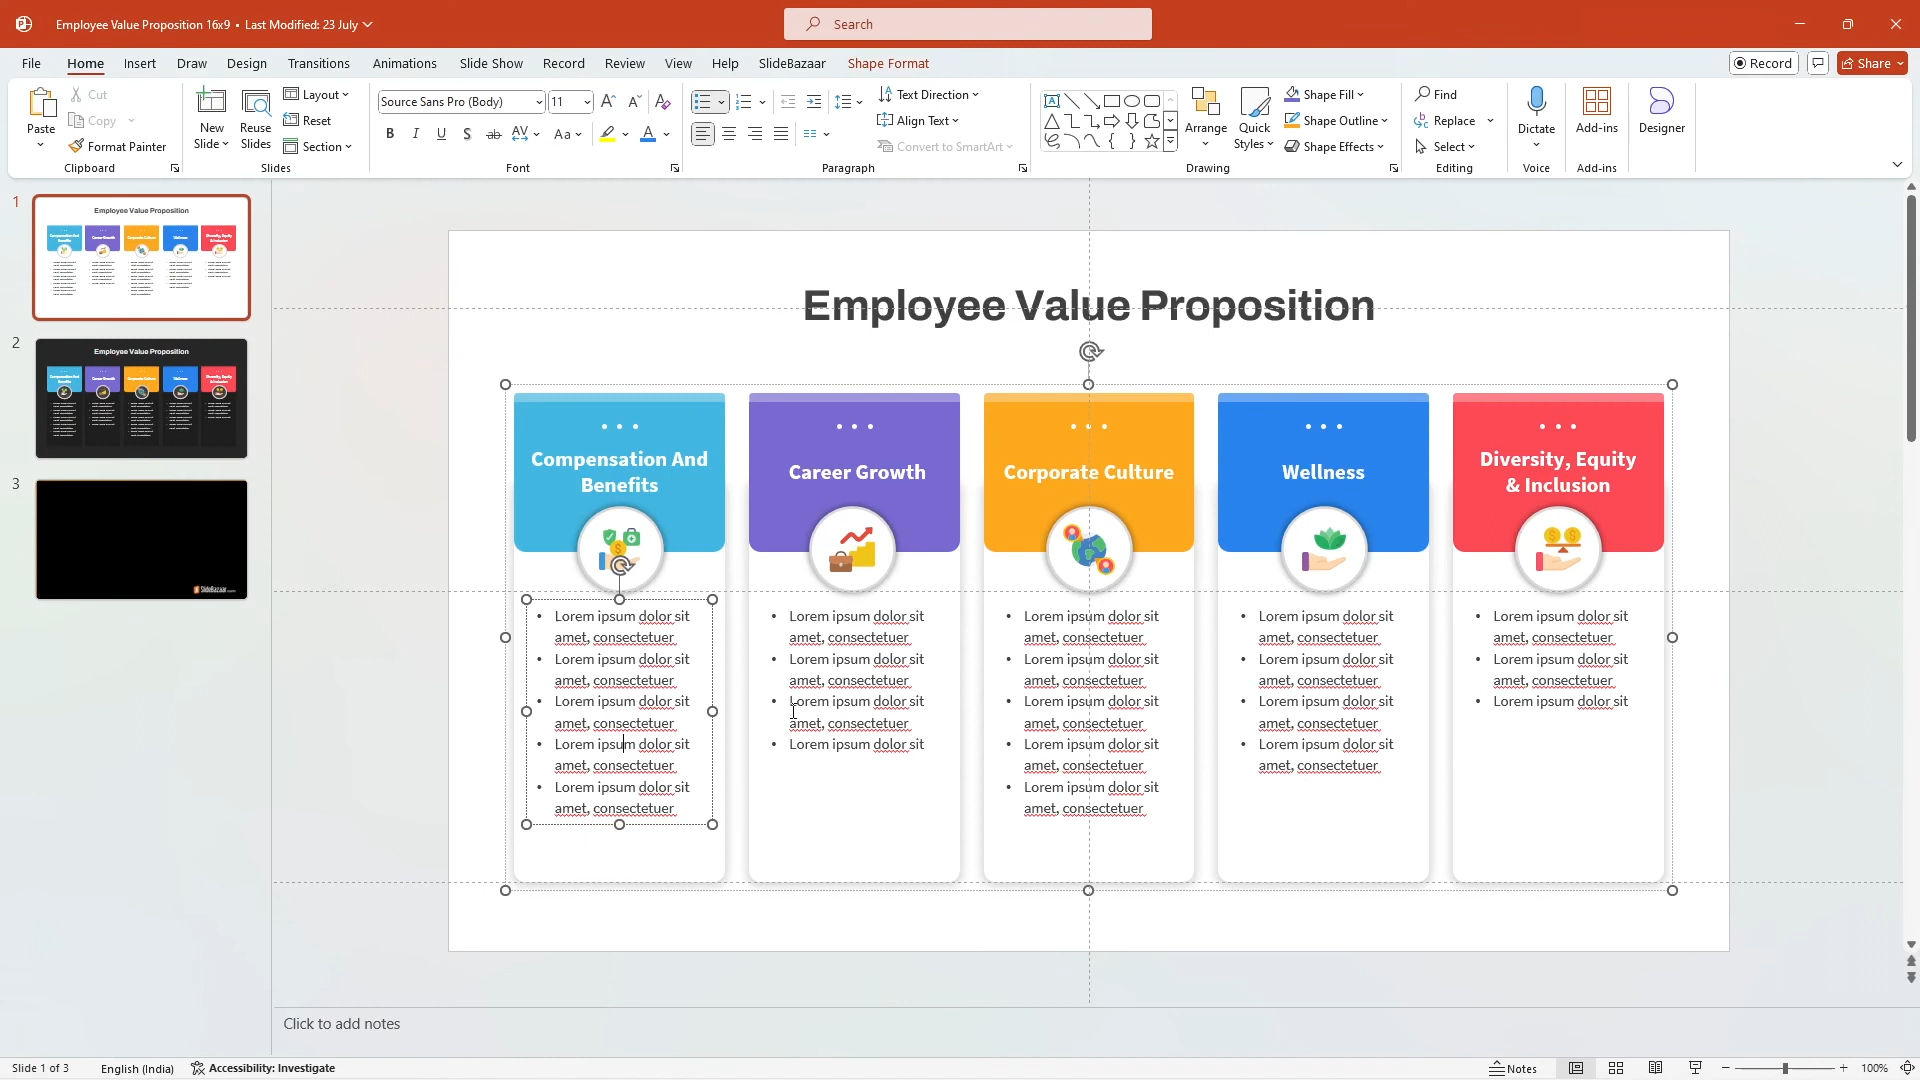 Employee Value Proposition 16x9 • Last Modified: 23 July
Search
File Home Insert Draw Design Transitions Animations Slide Show Record Review View Help SlideBazaar Shape Format
Record
Share
Paste
Cut
Copy
Format Painter
Clipboard
New Slide
Reuse Slides
Layout
Reset
Section
Slides
Source Sans Pro (Body)
11
Font
Paragraph
Text Direction
Align Text
Convert to SmartArt
Arrange
Quick Styles
Shape Fill
Shape Outline
Shape Effects
Drawing
Find
Replace
Select
Editing
Dictate
Voice
Add-ins
Add-ins
Designer
1
Employee Value Proposition
2
Employee Value Proposition
3
SlideBazaar
Employee Value Proposition
Compensation And
Benefits
Lorem ipsum dolor sit
amet, consectetuer
Lorem ipsum dolor sit
amet, consectetuer
Lorem ipsum dolor sit
amet, consectetuer
Lorem ipsum dolor sit
amet, consectetuer
Lorem ipsum dolor sit
amet, consectetuer
Career Growth
Lorem ipsum dolor sit
amet, consectetuer
Lorem ipsum dolor sit
amet, consectetuer
Lorem ipsum dolor sit
amet, consectetuer
Lorem ipsum dolor sit
Corporate Culture
Lorem ipsum dolor sit
amet, consectetuer
Lorem ipsum dolor sit
amet, consectetuer
Lorem ipsum dolor sit
amet, consectetuer
Lorem ipsum dolor sit
amet, consectetuer
Lorem ipsum dolor sit
amet, consectetuer
Wellness
Lorem ipsum dolor sit
amet, consectetuer
Lorem ipsum dolor sit
amet, consectetuer
Lorem ipsum dolor sit
amet, consectetuer
Lorem ipsum dolor sit
amet, consectetuer
Diversity, Equity
& Inclusion
Lorem ipsum dolor sit
amet, consectetuer
Lorem ipsum dolor sit
amet, consectetuer
Lorem ipsum dolor sit
Click to add notes
Slide 1 of 3
English (India)
Accessibility: Investigate
Notes
100%